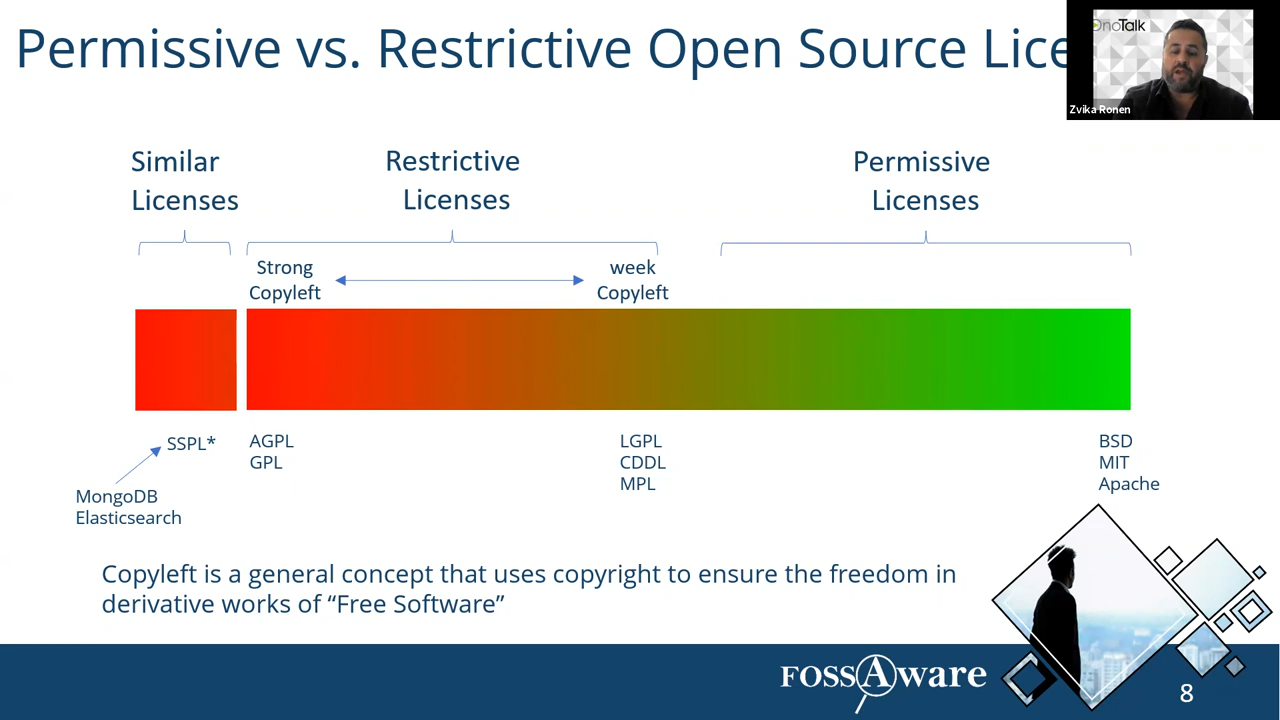 Permissive vs. Restrictive Open Source Lice
noTalk
Zvika Ronen
Similar
Licenses
Restrictive
Licenses
Permissive
Licenses
Strong
Copyleft
week
Copyleft
SSPL*
AGPL
GPL
LGPL
CDDL
MPL
BSD
MIT
Apache
MongoDB
Elasticsearch
Copyleft is a general concept that uses copyright to ensure the freedom in
derivative works of “Free Software”
FOSSAware
8